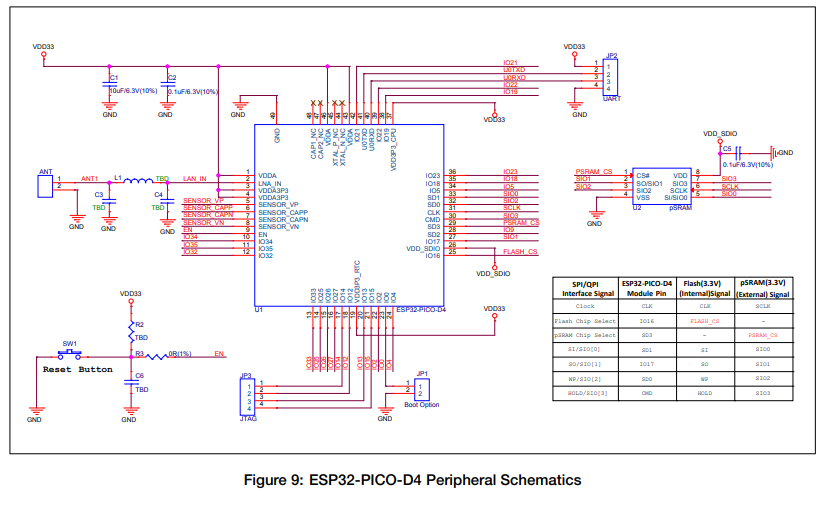 VDD33
C1
10uF/6.3V(10%)
C2
0.1uF/6.3V(10%)
GND
GND
GND
VDD33
JP2
IO21
U0TXD
U0RXD
IO22
IO19
1
2
3
4
1
2
3
4
UART
GND
VDD33
49
48
47
46
45
44
43
42
41
40
39
38
37
GND
CAP1_NC
CAP2_NC
VDDA
XTAL_P_NC
XTAL_N_NC
VDDA
IO21
U0TXD
U0RXD
IO22
IO19
VDD3P3_CPU
ANT
1
2
ANT1
L1
TBD
LAN_IN
C3
TBD
C4
TBD
GND
GND
GND
SENSOR_VP
SENSOR_CAPP
SENSOR_CAPN
SENSOR_VN
EN
IO34
IO35
IO32
1 VDDA
2 LNA_IN
3 VDDA3P3
4 VDDA3P3
5 SENSOR_VP
6 SENSOR_CAPP
7 SENSOR_CAPN
8 SENSOR_VN
9 EN
10 IO34
11 IO35
12 IO32
IO23 36 IO23
IO18 35 IO18
IO5 34 IO5
SD1 33 SIO0
SD0 32 SIO2
CLK 31 SCLK
CMD 30 SIO3
SD3 29 PSRAM_CS
SD2 28 IO9
IO17 27 SIO1
VDD_SDIO 26
IO16 25 FLASH_CS
VDD_SDIO
U1
ESP32-PICO-D4
IO33
IO25
IO26
IO27
IO14
IO12
VDD3P3_RTC
IO13
IO15
IO2
IO0
IO4
13
14
15
16
17
18
19
20
21
22
23
24
IO33
IO25
IO26
IO27
IO14
IO12
IO13
IO15
IO2
IO0
IO4
VDD33
VDD_SDIO
C5
0.1uF/6.3V(10%)
GND
PSRAM_CS
SIO1
SIO2
1 CS#
2 SO/SIO1
3 SIO2
4 VSS
VDD 8
SIO3 7 SIO3
SCLK 6 SCLK
SI/SIO0 5 SIO0
U2
pSRAM
GND
VDD33
R2
TBD
SW1
Reset Button
R3
0R(1%)
EN
C6
TBD
GND
GND
JP3
1
2
3
4
1
2
3
4
JTAG
JP1
1
2
1
2
Boot Option
GND
SPI/QPI Interface Signal ESP32-PICO-D4 Module Pin Flash(3.3V) (Internal)Signal pSRAM(3.3V) (External) Signal
Clock CLK CLK SCLK
Flash Chip Select IO16 FLASH_CS -
pSRAM Chip Select SD3 - PSRAM_CS
SI/SIO[0] SD1 SI SIO0
SO/SIO[1] IO17 SO SIO1
WP/SIO[2] SD0 WP SIO2
HOLD/SIO[3] CMD HOLD SIO3
Figure 9: ESP32-PICO-D4 Peripheral Schematics